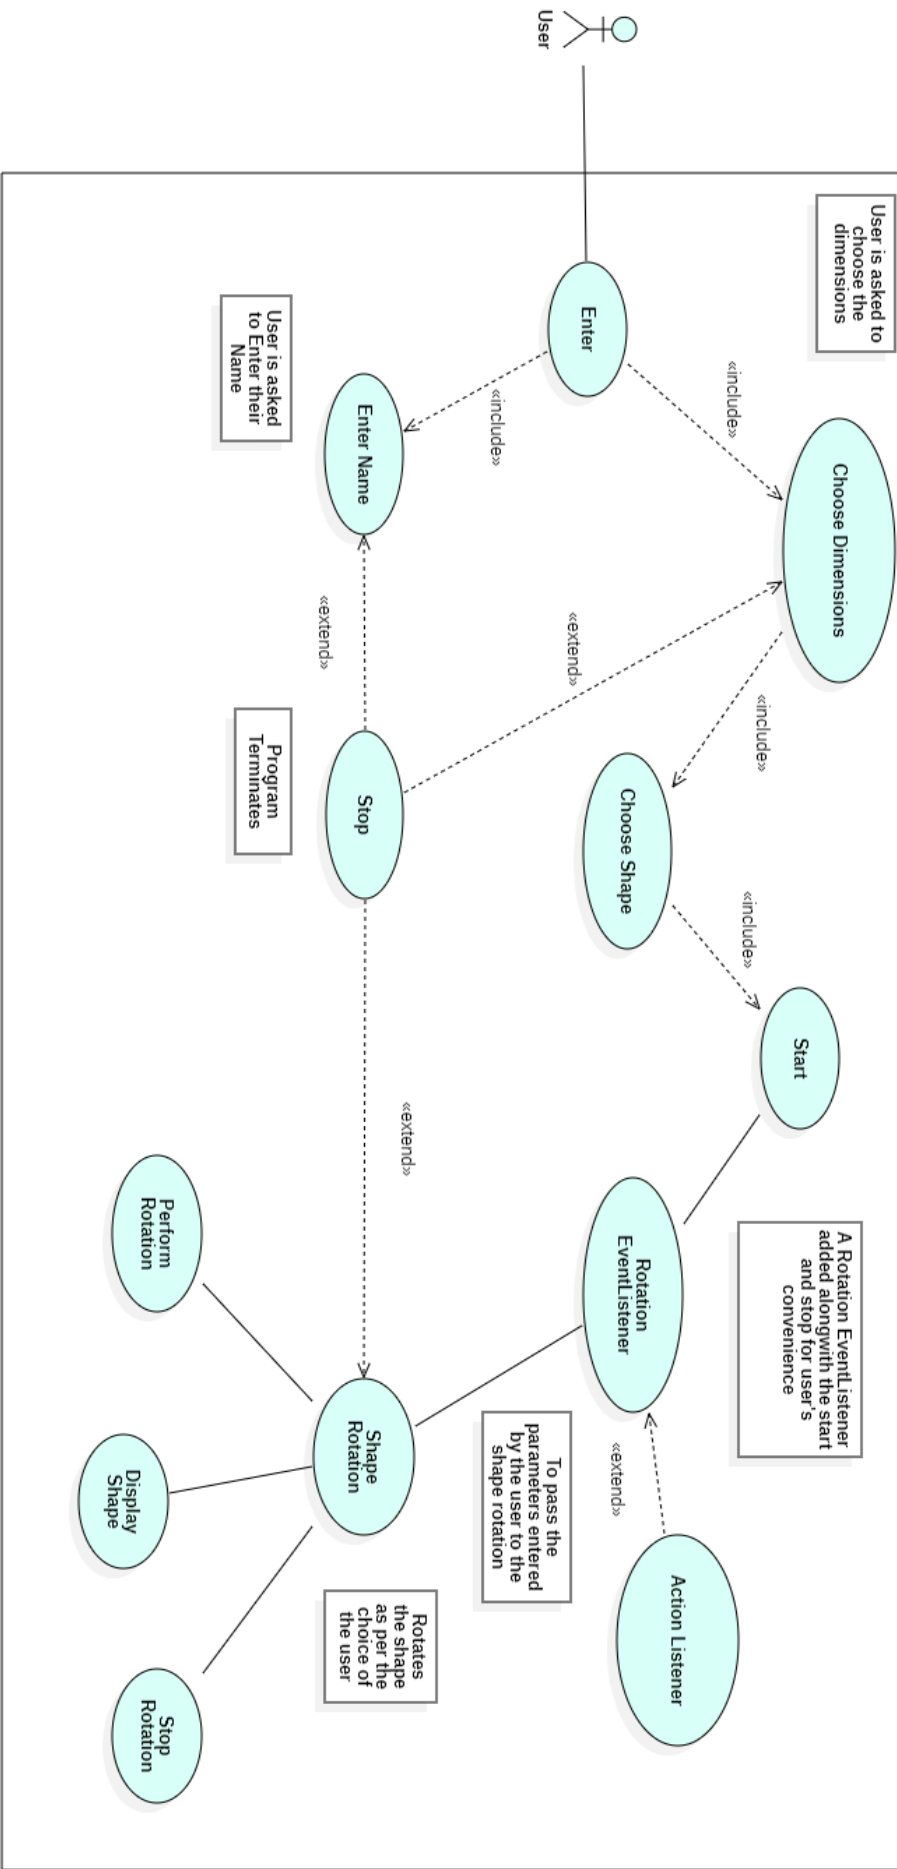 User
User is asked to
choose the
dimensions
Enter
User is asked
to Enter their
Name
«include»
«include»
Enter Name
Choose Dimensions
«extend»
«extend»
«include»
Program
Terminates
Stop
Choose Shape
«include»
Start
«extend»
A Rotation EventListener
added alongwith the start
and stop for user's
convenience
Rotation
EventListener
Perform
Rotation
Shape
Rotation
To pass the
parameters entered
by the user to the
shape rotation
«extend»
Action Listener
Display
Shape
Rotates
the shape
as per the
choice of
the user
Stop
Rotation